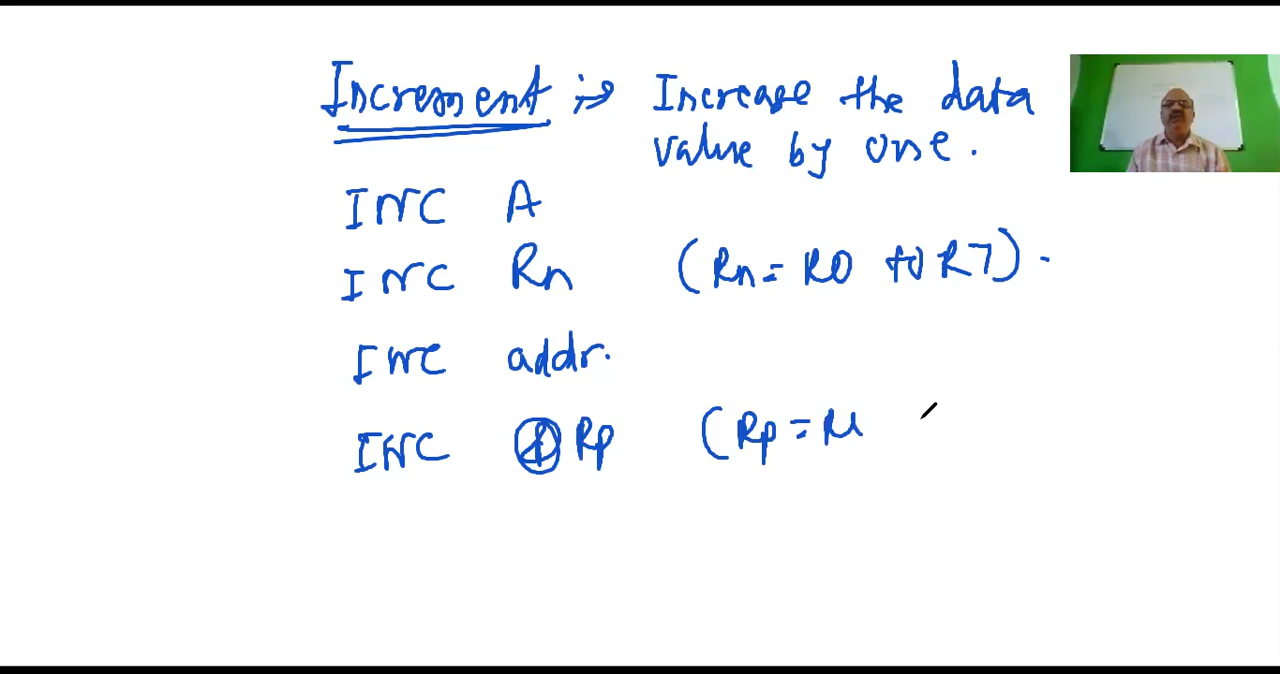 Increment :⇒ Increase the data
value by one.
INC A
INC Rn (Rn = R0 to R7).
INC addr.
INC @Rp (Rp =